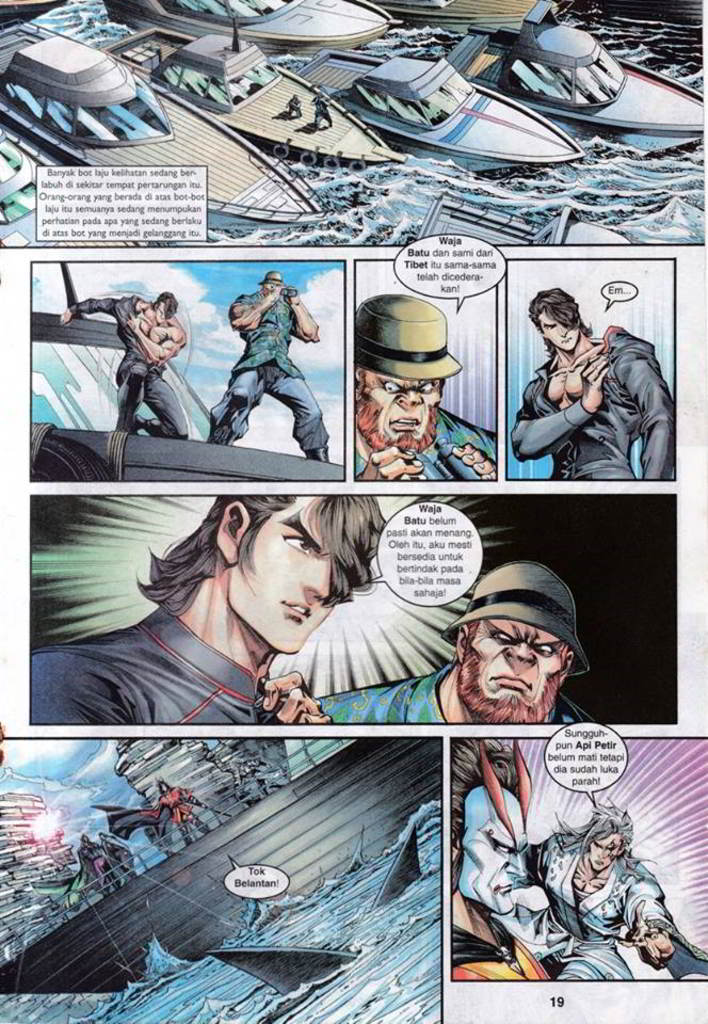 Banyak bot laju kelihatan sedang ber-
labuh di sekitar tempat pertarungan itu.
Orang-orang yang berada di atas bot-bot
laju itu semuanya sedang menumpukan
perhatian pada apa yang sedang berlaku
di atas bot yang menjadi gelanggang itu.
Waja
Batu dan sami dari
Tibet itu sama-sama
telah dicedera-
kan!
Em...
Waja
Batu belum
pasti akan menang.
Oleh itu, aku mesti
bersedia untuk
bertindak pada
bila-bila masa
sahaja!
Tok
Belantan!
Sungguh-
pun Api Petir
belum mati tetapi
dia sudah luka
parah!
19